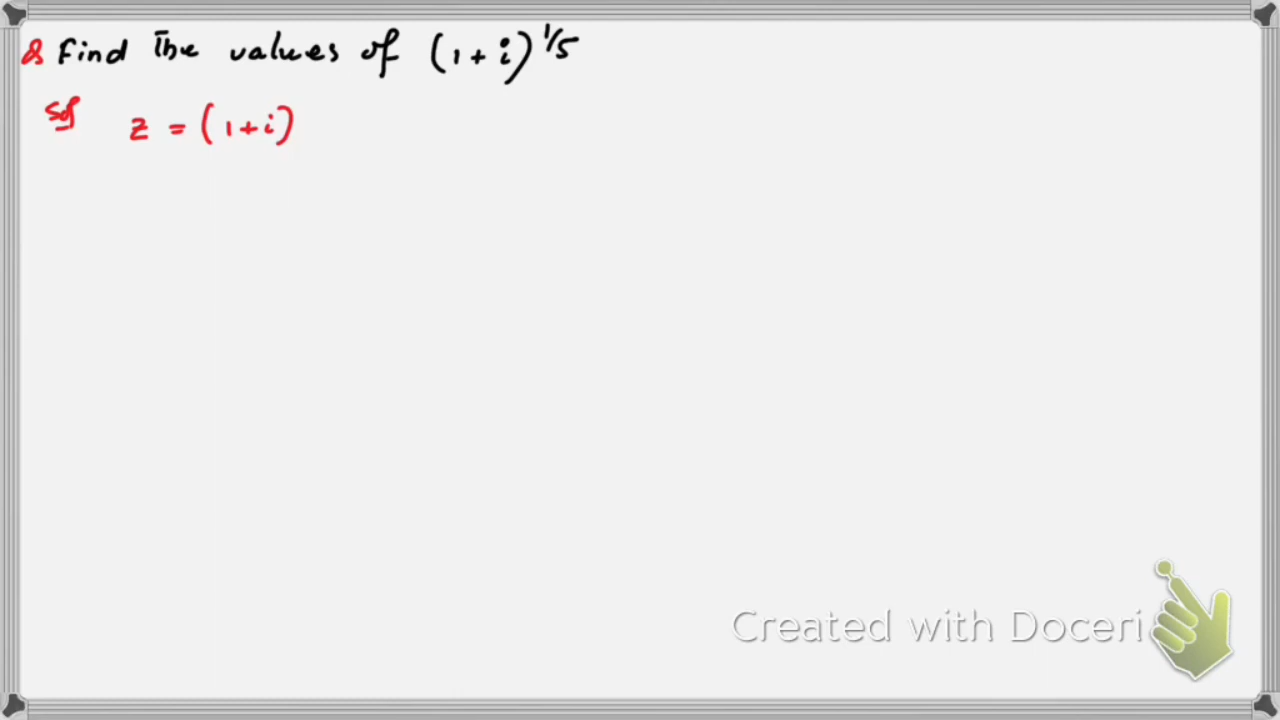 Q Find The values of (1 + i)^1/5
Sol z = (1 + i)
Created with Doceri